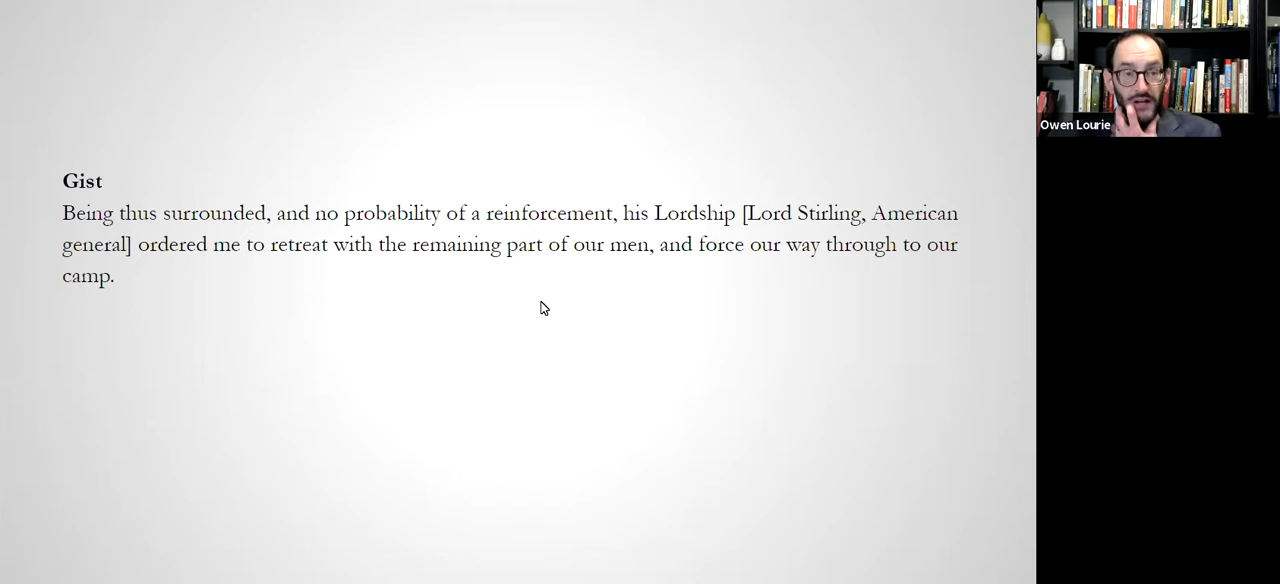 Gist
Being thus surrounded, and no probability of a reinforcement, his Lordship [Lord Stirling, American
general] ordered me to retreat with the remaining part of our men, and force our way through to our
camp.
Owen Lourie